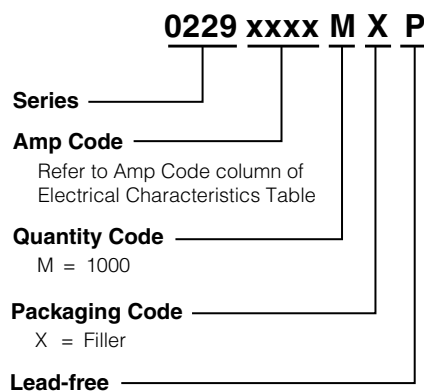 0229 xxxx M X P
Series
Amp Code
Refer to Amp Code column of
Electrical Characteristics Table
Quantity Code
M = 1000
Packaging Code
X = Filler
Lead-free